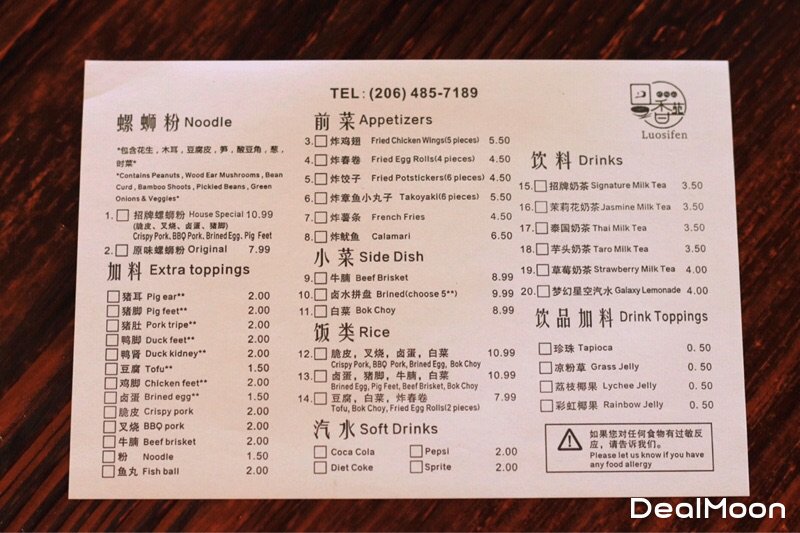 TEL: (206) 485-7189
Luosifen
螺蛳粉 Noodle
*包含花生，木耳，豆腐皮，笋，酸豆角，葱，
时菜*
*Contains Peanuts, Wood Ear Mushrooms, Bean
Curd, Bamboo Shoots, Pickled Beans, Green
Onions & Veggies*
1. 招牌螺蛳粉 House Special 10.99
(脆皮、叉烧、卤蛋、猪脚)
Crispy Pork, BBQ Pork, Brined Egg, Pig Feet
2. 原味螺蛳粉 Original 7.99
加料 Extra toppings
猪耳 Pig ear** 2.00
猪脚 Pig feet** 2.00
猪肚 Pork tripe** 2.00
鸭脚 Duck feet** 2.00
鸭肾 Duck kidney** 2.00
豆腐 Tofu** 1.50
鸡脚 Chicken feet** 2.00
卤蛋 Brined egg** 1.50
脆皮 Crispy pork 2.00
叉烧 BBQ pork 2.00
牛腩 Beef brisket 2.00
粉 Noodle 1.50
鱼丸 Fish ball 2.00
前菜 Appetizers
3. 炸鸡翅 Fried Chicken Wings(5 pieces) 5.50
4. 炸春卷 Fried Egg Rolls(4 pieces) 4.50
5. 炸饺子 Fried Potstickers(6 pieces) 4.50
6. 炸章鱼小丸子 Takoyaki(6 pieces) 5.50
7. 炸薯条 French Fries 4.50
8. 炸鱿鱼 Calamari 6.50
小菜 Side Dish
9. 牛腩 Beef Brisket 8.99
10. 卤水拼盘 Brined(choose 5**) 9.99
11. 白菜 Bok Choy 8.99
饭类 Rice
12. 脆皮，叉烧，卤蛋，白菜 10.99
Crispy Pork, BBQ Pork, Brined Egg, Bok Choy
13. 卤蛋，猪脚，牛腩，白菜 10.99
Brined Egg, Pig Feet, Beef Brisket, Bok Choy
14. 豆腐，白菜，炸春卷 7.99
Tofu, Bok Choy, Fried Egg Rolls(2 pieces)
汽水 Soft Drinks
Coca Cola Pepsi 2.00
Diet Coke Sprite 2.00
饮料 Drinks
15. 招牌奶茶 Signature Milk Tea 3.50
16. 茉莉花奶茶 Jasmine Milk Tea 3.50
17. 泰国奶茶 Thai Milk Tea 3.50
18. 芋头奶茶 Taro Milk Tea 3.50
19. 草莓奶茶 Strawberry Milk Tea 4.00
20. 梦幻星空汽水 Galaxy Lemonade 4.00
饮品加料 Drink Toppings
珍珠 Tapioca 0.50
凉粉草 Grass Jelly 0.50
荔枝椰果 Lychee Jelly 0.50
彩虹椰果 Rainbow Jelly 0.50
如果您对任何食物有过敏反
应，请告诉我们。
Please let us know if you have
any food allergy
DealMoon